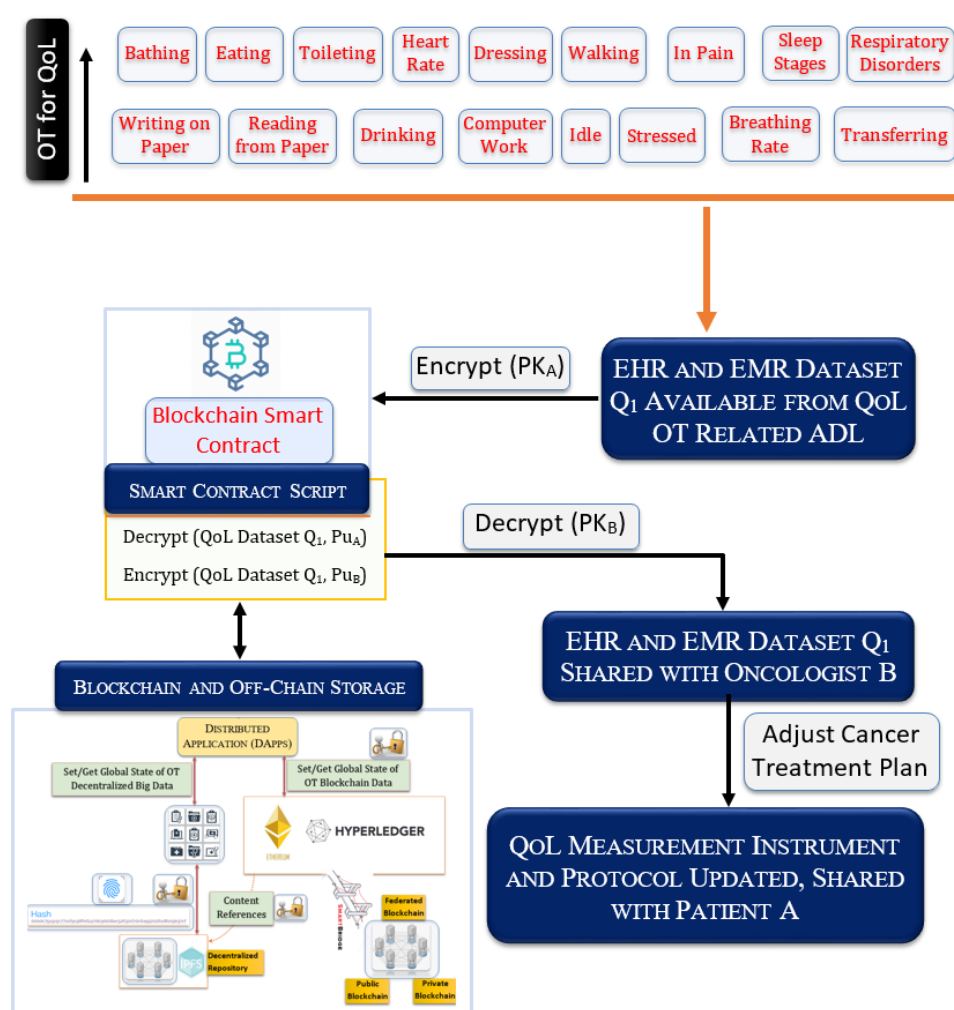 OT for QoL
Bathing
Eating
Toileting
Heart
Rate
Dressing
Walking
In Pain
Sleep
Stages
Respiratory
Disorders
Writing on
Paper
Reading
from Paper
Drinking
Computer
Work
Idle
Stressed
Breathing
Rate
Transferring
Encrypt (PKA)
EHR AND EMR DATASET
Q1 AVAILABLE FROM QOL
OT RELATED ADL
Blockchain Smart
Contract
SMART CONTRACT SCRIPT
Decrypt (QoL Dataset Q1, PuA)
Encrypt (QoL Dataset Q1, PuB)
Decrypt (PKB)
EHR AND EMR DATASET Q1
SHARED WITH ONCOLOGIST B
Adjust Cancer
Treatment Plan
QOL MEASUREMENT INSTRUMENT
AND PROTOCOL UPDATED, SHARED
WITH PATIENT A
BLOCKCHAIN AND OFF-CHAIN STORAGE
DISTRIBUTED
APPLICATION (DAPPS)
Set/Get Global State of OT
Decentralized Big Data
Set/Get Global State of
OT Blockchain Data
ETHEREUM
HYPERLEDGER
Hash
Content
References
SMARTBRIDGE
Federated
Blockchain
IPFS
Decentralized
Repository
Public
Blockchain
Private
Blockchain